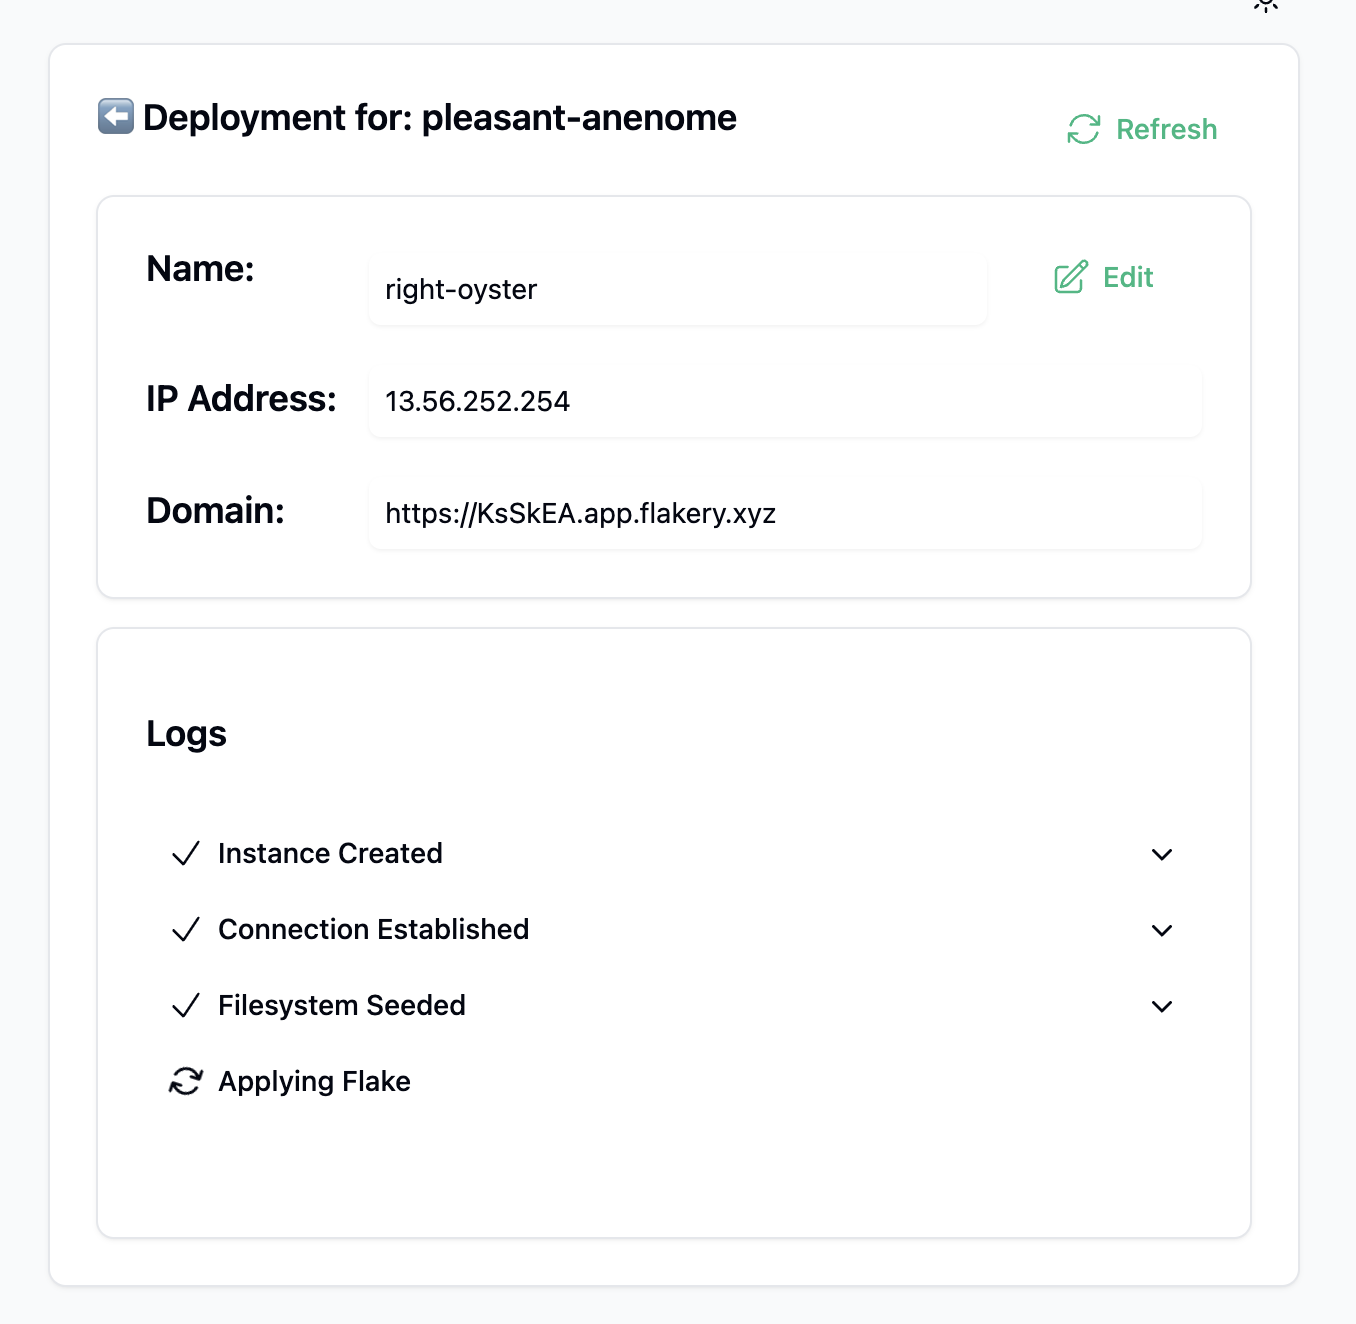 Deployment for: pleasant-anenome
Refresh
Name:
right-oyster
Edit
IP Address:
13.56.252.254
Domain:
https://KsSkEA.app.flakery.xyz
Logs
Instance Created
Connection Established
Filesystem Seeded
Applying Flake